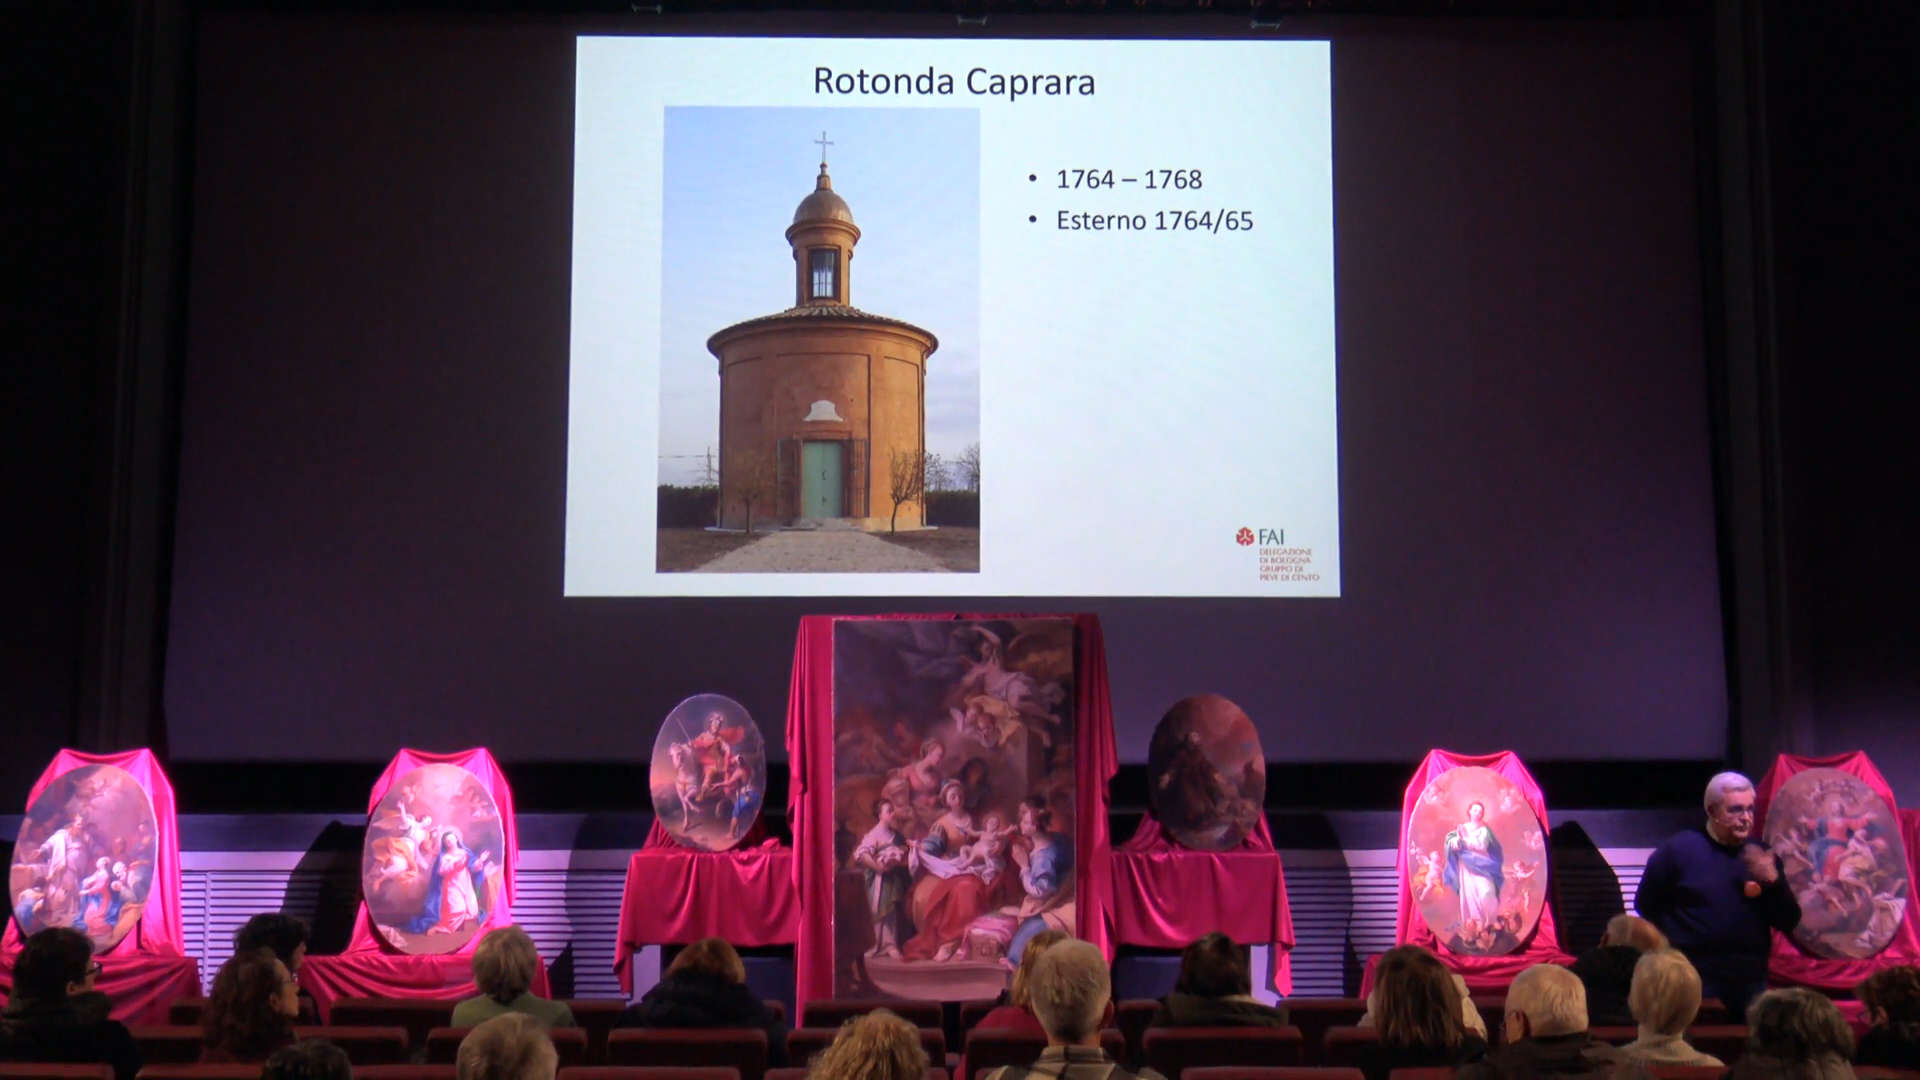 Rotonda Caprara
• 1764 – 1768
• Esterno 1764/65
FAI
DELEGAZIONE
DI BOLOGNA
GRUPPO DI
PIEVE DI CENTO